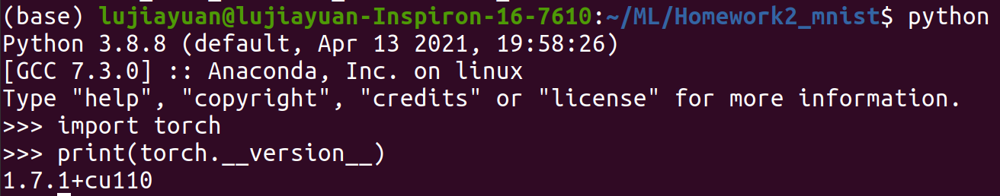 (base) lujiayuan@lujiayuan-Inspiron-16-7610:~/ML/Homework2_mnist$ python
Python 3.8.8 (default, Apr 13 2021, 19:58:26)
[GCC 7.3.0] :: Anaconda, Inc. on linux
Type "help", "copyright", "credits" or "license" for more information.
>>> import torch
>>> print(torch.__version__)
1.7.1+cu110